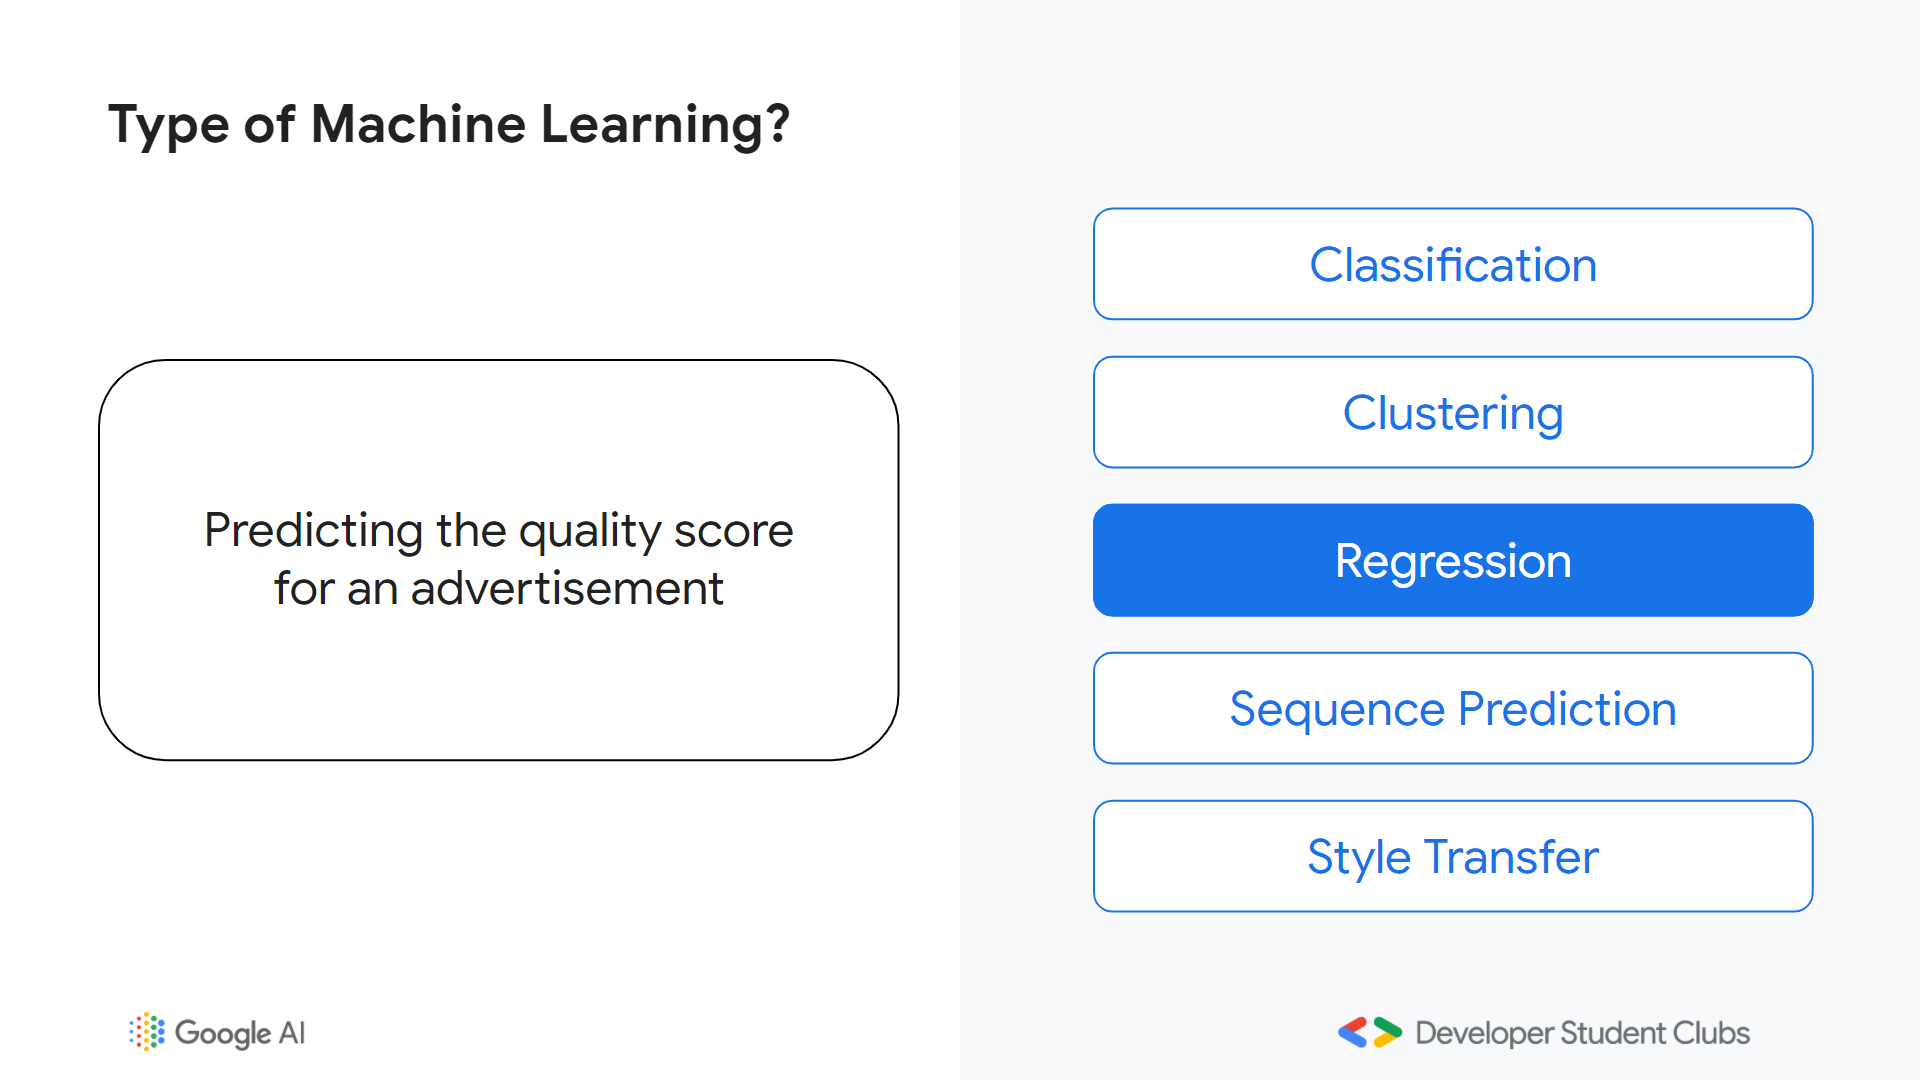 Type of Machine Learning?
Predicting the quality score
for an advertisement
Classification
Clustering
Regression
Sequence Prediction
Style Transfer
Google AI
Developer Student Clubs